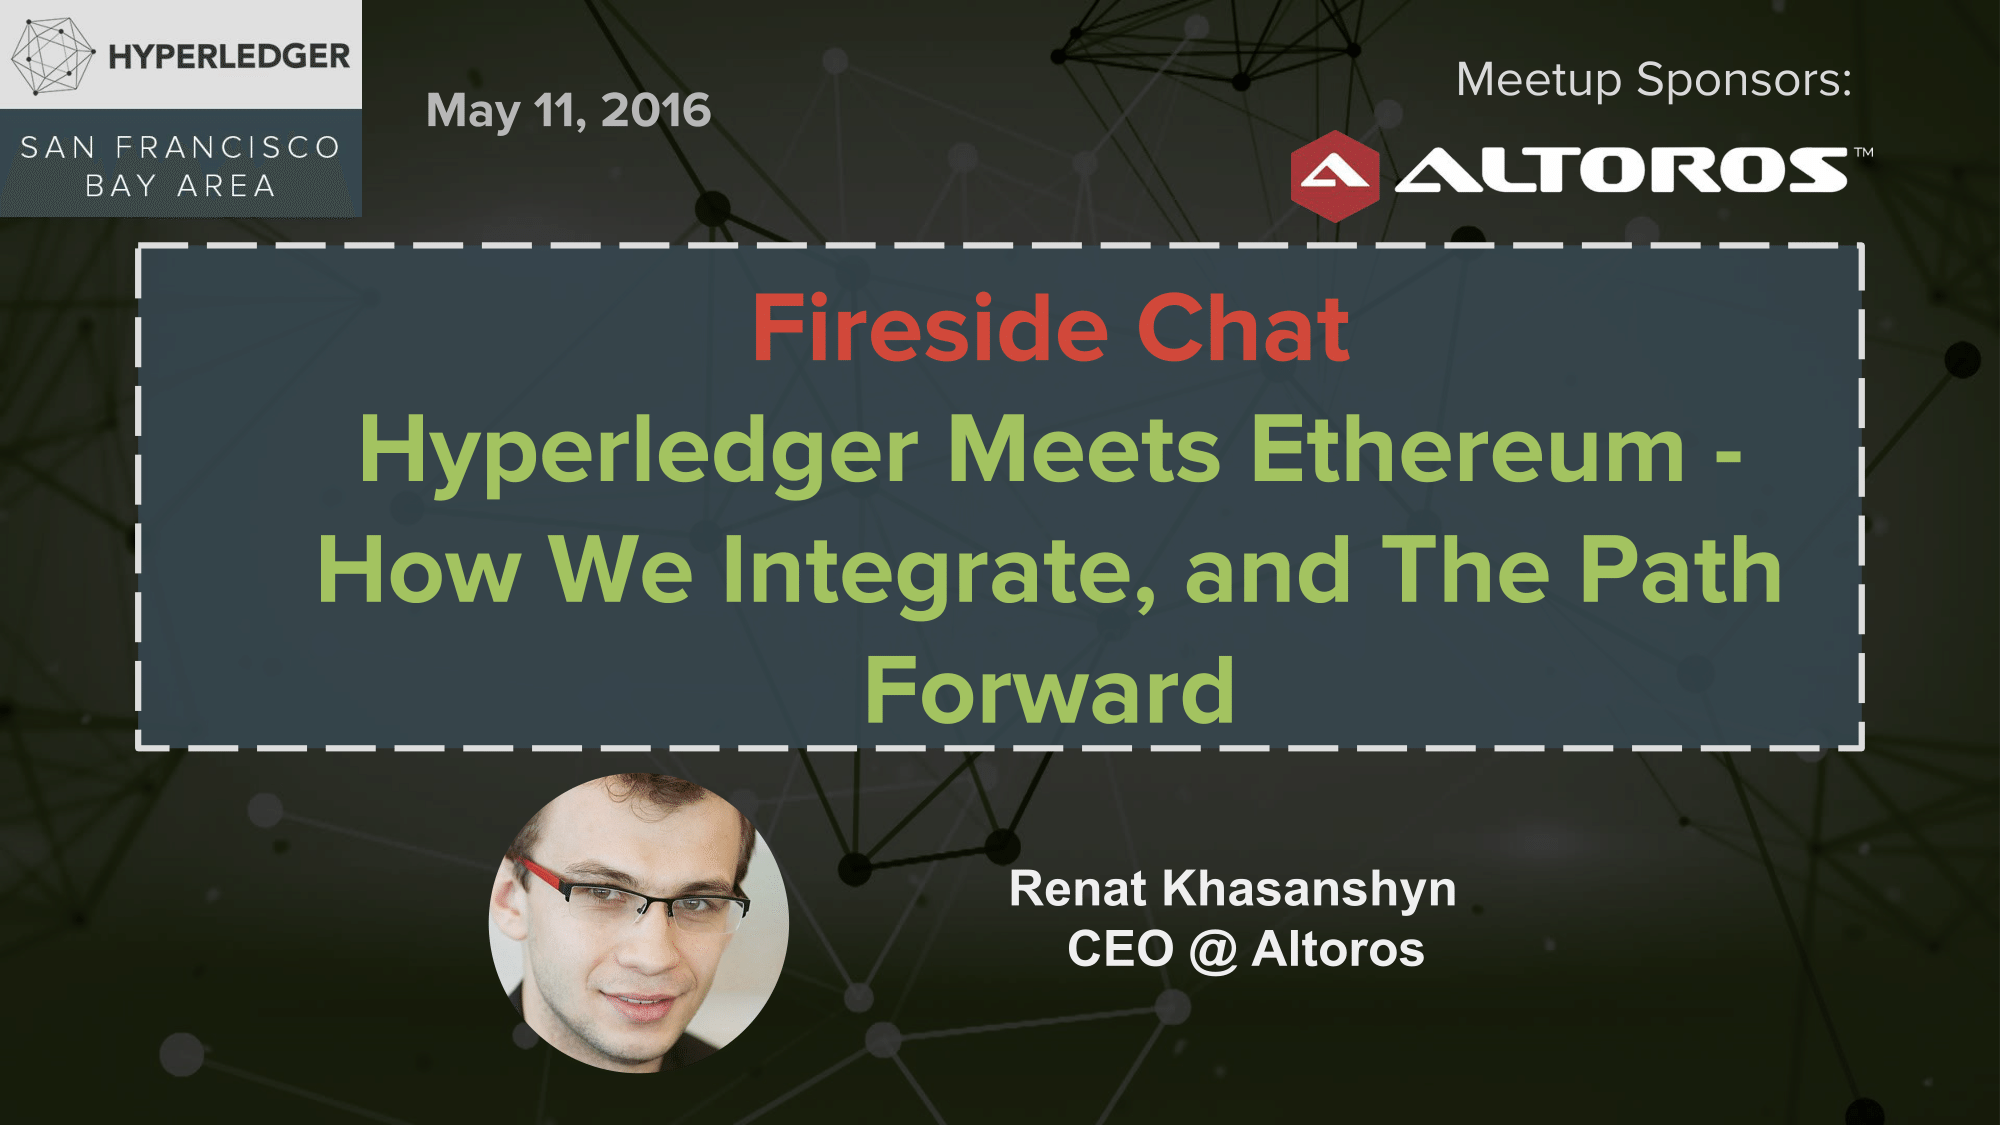 HYPERLEDGER
SAN FRANCISCO
BAY AREA
May 11, 2016
Meetup Sponsors:
ALTOROS™
Fireside Chat
Hyperledger Meets Ethereum -
How We Integrate, and The Path
Forward
Renat Khasanshyn
CEO @ Altoros